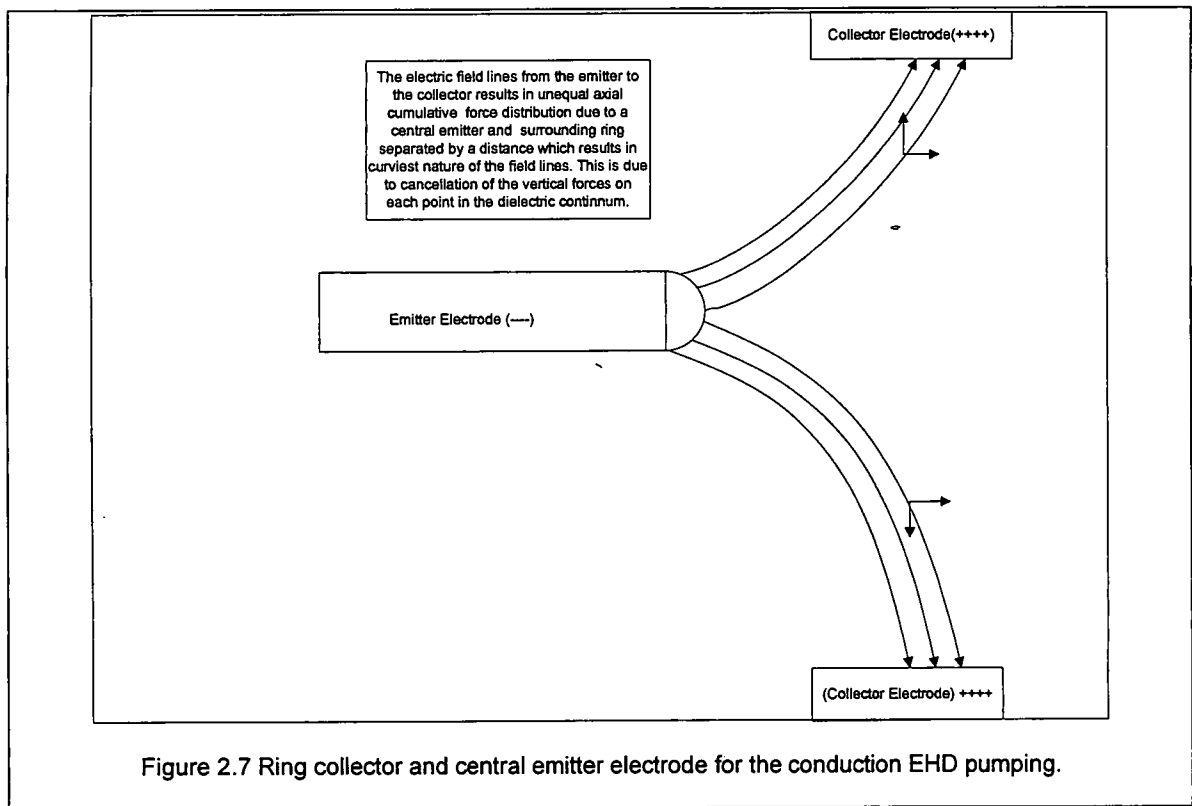 Collector Electrode(++++)
The electric field lines from the emitter to
the collector results in unequal axial
cumulative force distribution due to a
central emitter and surrounding ring
separated by a distance which results in
curviest nature of the field lines. This is due
to cancellation of the vertical forces on
each point in the dielectric continnum.
Emitter Electrode (----)
(Collector Electrode) ++++
Figure 2.7 Ring collector and central emitter electrode for the conduction EHD pumping.